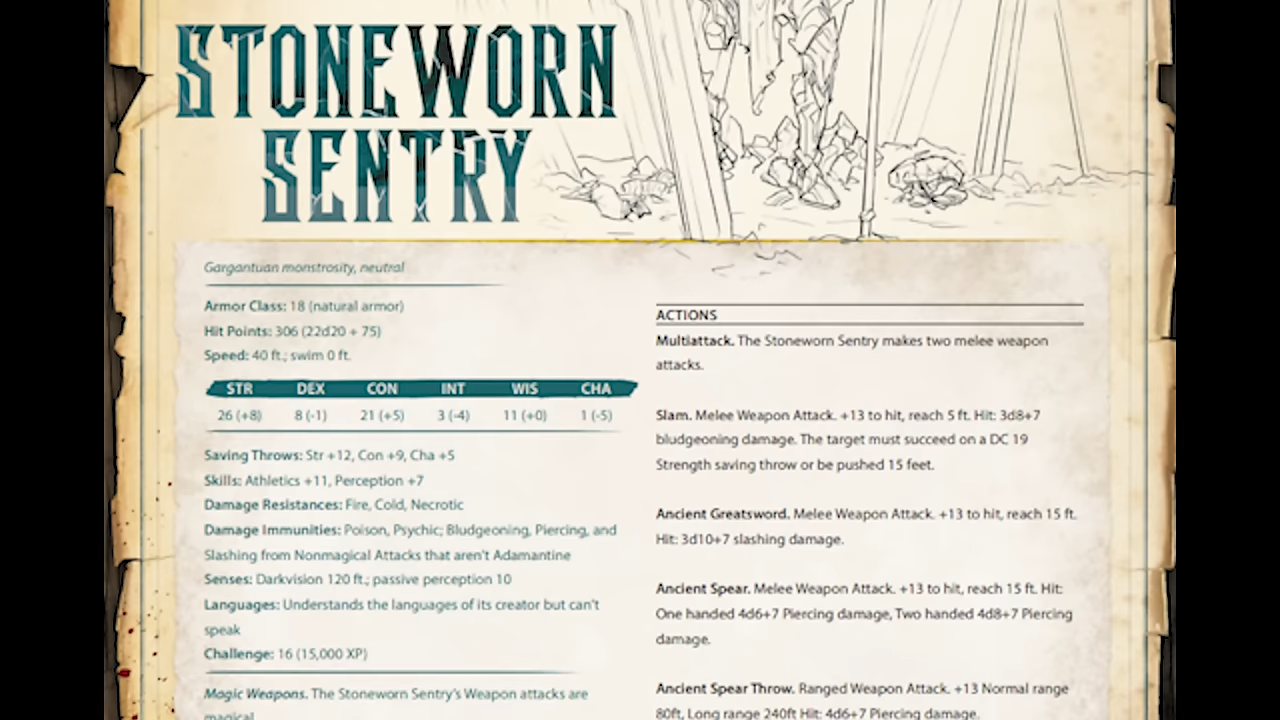 STONEWORN
SENTRY
Gargantuan monstrosity, neutral
Armor Class: 18 (natural armor)
Hit Points: 306 (22d20 + 75)
Speed: 40 ft.; swim 0 ft.
STR DEX CON INT WIS CHA
26 (+8) 8 (-1) 21 (+5) 3 (-4) 11 (+0) 1 (-5)
Saving Throws: Str +12, Con +9, Cha +5
Skills: Athletics +11, Perception +7
Damage Resistances: Fire, Cold, Necrotic
Damage Immunities: Poison, Psychic; Bludgeoning, Piercing, and
Slashing from Nonmagical Attacks that aren't Adamantine
Senses: Darkvision 120 ft.; passive perception 10
Languages: Understands the languages of its creator but can't
speak
Challenge: 16 (15,000 XP)
Magic Weapons. The Stoneworn Sentry's Weapon attacks are
magical.
ACTIONS
Multiattack. The Stoneworn Sentry makes two melee weapon
attacks.
Slam. Melee Weapon Attack. +13 to hit, reach 5 ft. Hit: 3d8+7
bludgeoning damage. The target must succeed on a DC 19
Strength saving throw or be pushed 15 feet.
Ancient Greatsword. Melee Weapon Attack. +13 to hit, reach 15 ft.
Hit: 3d10+7 slashing damage.
Ancient Spear. Melee Weapon Attack. +13 to hit, reach 15 ft. Hit:
One handed 4d6+7 Piercing damage, Two handed 4d8+7 Piercing
damage.
Ancient Spear Throw. Ranged Weapon Attack. +13 Normal range
80ft, Long range 240ft Hit: 4d6+7 Piercing damage.